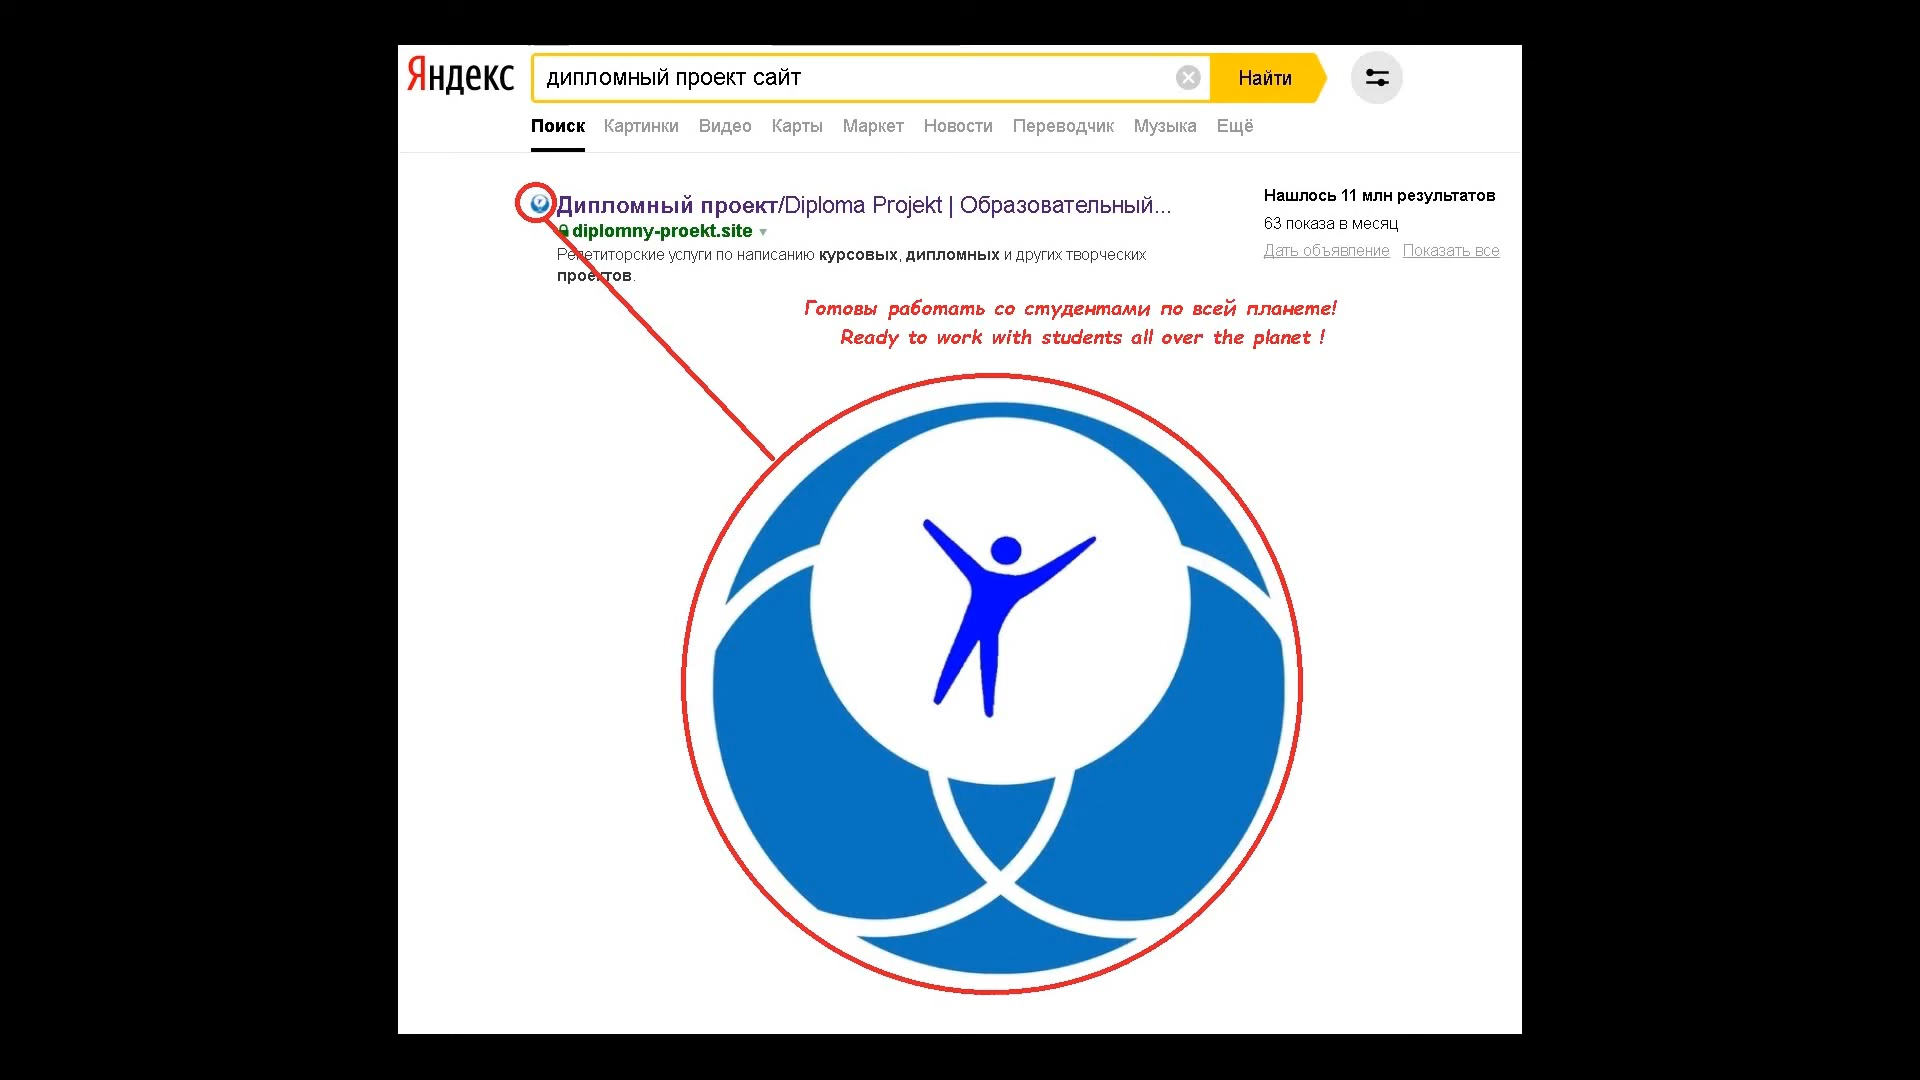 Яндекс
дипломный проект сайт
Найти
Поиск Картинки Видео Карты Маркет Новости Переводчик Музыка Ещё
Дипломный проект/Diploma Projekt | Образовательный...
diplomny-proekt.site
Репетиторские услуги по написанию курсовых, дипломных и других творческих
проектов.
Нашлось 11 млн результатов
63 показа в месяц
Дать объявление Показать все
Готовы работать со студентами по всей планете!
Ready to work with students all over the planet !